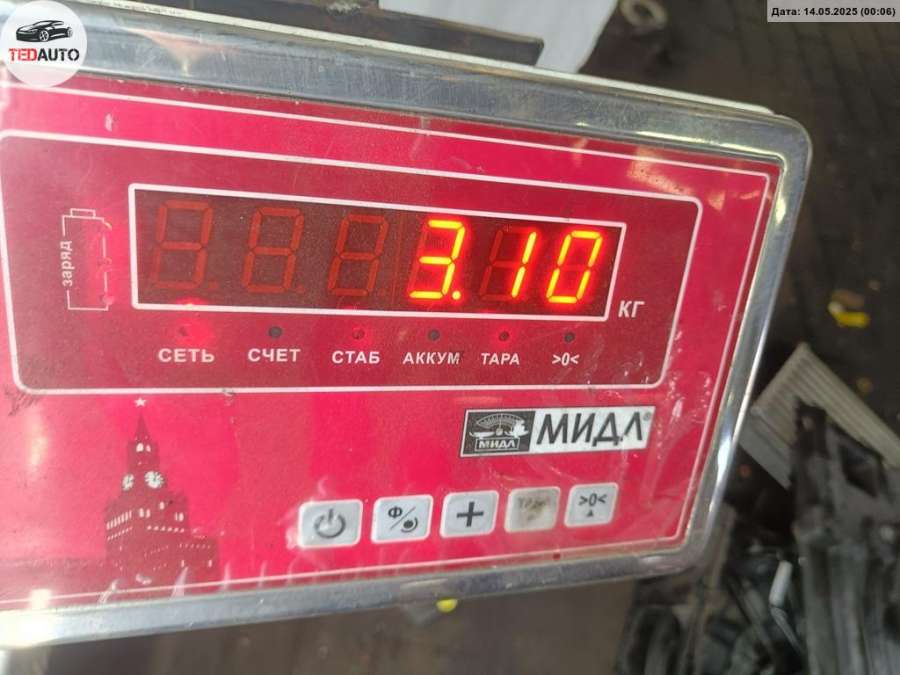 Дата: 14.05.2025 (00:06)
TEDAUTO
заряд
3.10
КГ
СЕТЬ СЧЕТ СТАБ АККУМ ТАРА >0<
МИДЛ МИДЛ®
Ф + >0<